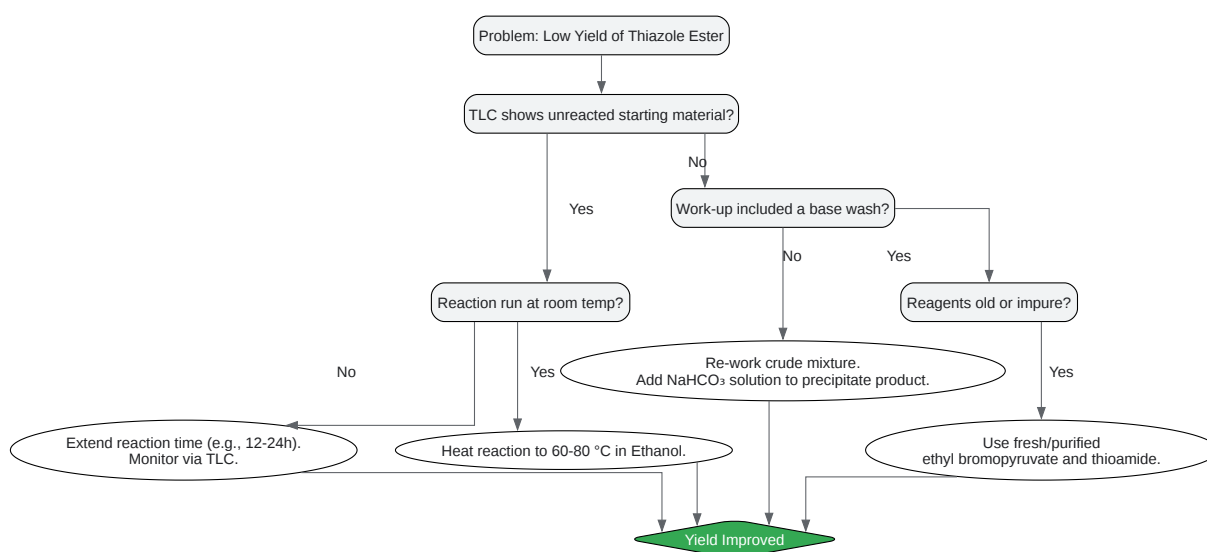 Problem: Low Yield of Thiazole Ester
TLC shows unreacted starting material?
No
Yes
Work-up included a base wash?
No
Yes
Reaction run at room temp?
Reagents old or impure?
No
Yes
Re-work crude mixture.
Add NaHCO₃ solution to precipitate product.
Yes
Extend reaction time (e.g., 12-24h).
Monitor via TLC.
Heat reaction to 60-80 °C in Ethanol.
Use fresh/purified
ethyl bromopyruvate and thioamide.
Yield Improved